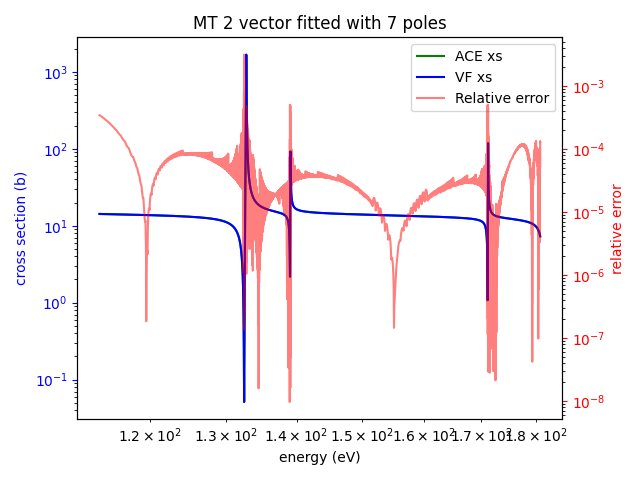 MT 2 vector fitted with 7 poles
ACE xs
VF xs
Relative error
cross section (b)
10³
10²
10¹
10⁰
10⁻¹
10⁻³
10⁻⁴
10⁻⁵
10⁻⁶
10⁻⁷
10⁻⁸
relative error
1.2 × 10² 1.3 × 10² 1.4 × 10² 1.5 × 10² 1.6 × 10² 1.7 × 10² 1.8 × 10²
energy (eV)